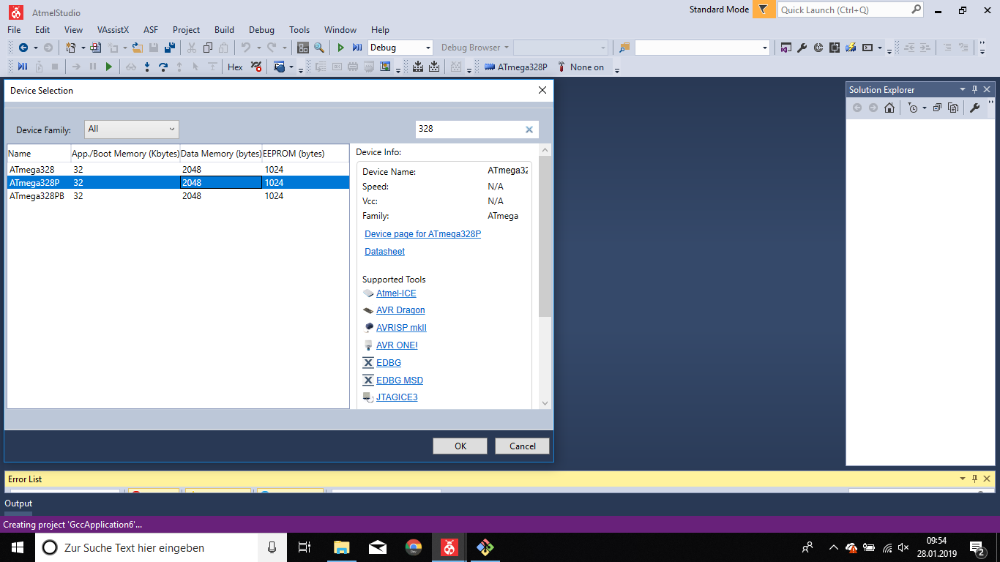 AtmelStudio
Standard Mode
Quick Launch (Ctrl+Q)
File Edit View VAssistX ASF Project Build Debug Tools Window Help
Debug Debug Browser
Hex ATmega328P None on
Device Selection
Device Family: All 328
Name App./Boot Memory (Kbytes) Data Memory (bytes) EEPROM (bytes)
ATmega328 32 2048 1024
ATmega328P 32 2048 1024
ATmega328PB 32 2048 1024
Device Info:
Device Name: ATmega32
Speed: N/A
Vcc: N/A
Family: ATmega
Device page for ATmega328P
Datasheet
Supported Tools
Atmel-ICE
AVR Dragon
AVRISP mkII
AVR ONE!
EDBG
EDBG MSD
JTAGICE3
OK Cancel
Solution Explorer
Error List
Output
Creating project 'GccApplication6'...
Zur Suche Text hier eingeben
Dev
09:54
28.01.2019
2